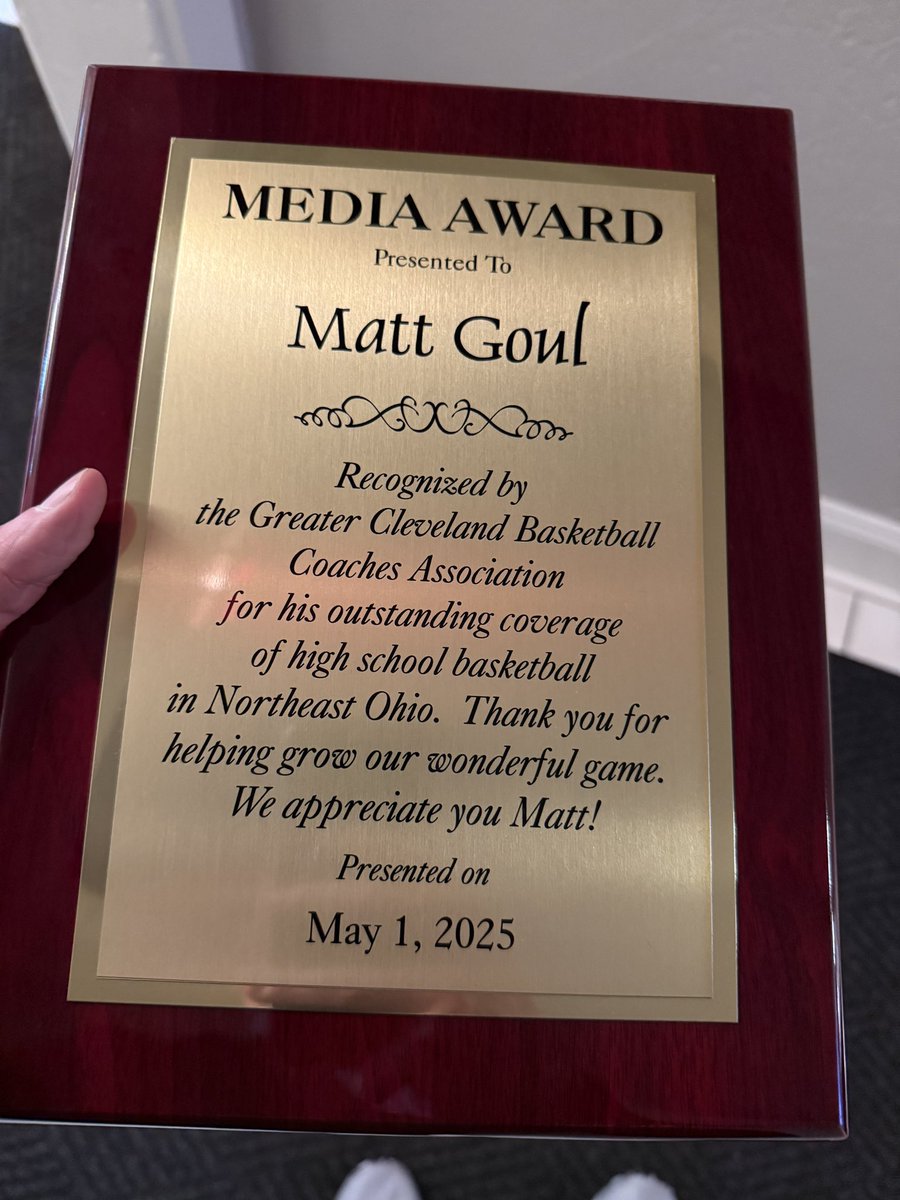 MEDIA AWARD
Presented To
Matt Goul
Recognized by
the Greater Cleveland Basketball
Coaches Association
for his outstanding coverage
of high school basketball
in Northeast Ohio. Thank you for
helping grow our wonderful game.
We appreciate you Matt!
Presented on
May 1, 2025